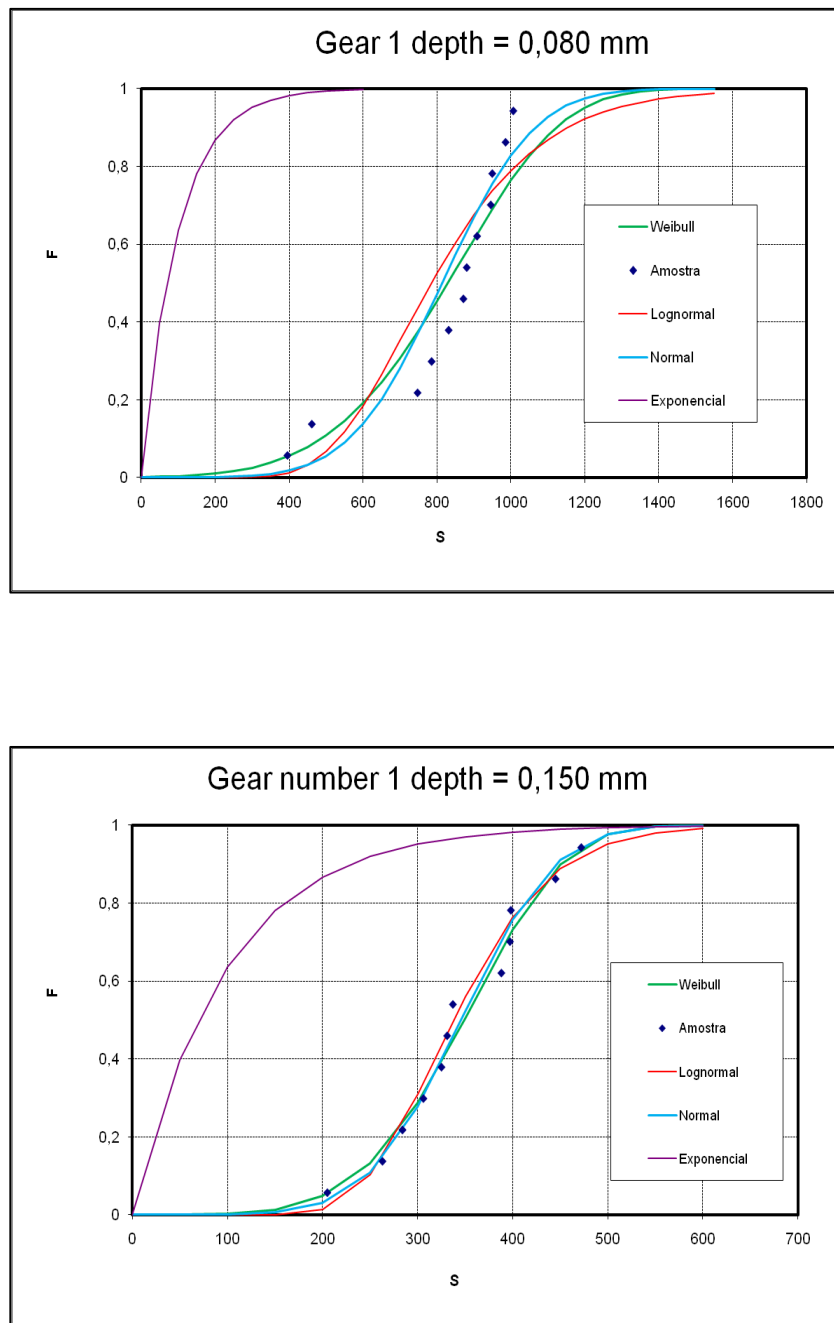 Gear 1 depth = 0,080 mm
1
0,8
0,6
0,4
0,2
0
F
Weibull
Amostra
Lognormal
Normal
Exponencial
0 200 400 600 800 1000 1200 1400 1600 1800
S
Gear number 1 depth = 0,150 mm
1
0,8
0,6
0,4
0,2
0
F
Weibull
Amostra
Lognormal
Normal
Exponencial
0 100 200 300 400 500 600 700
S